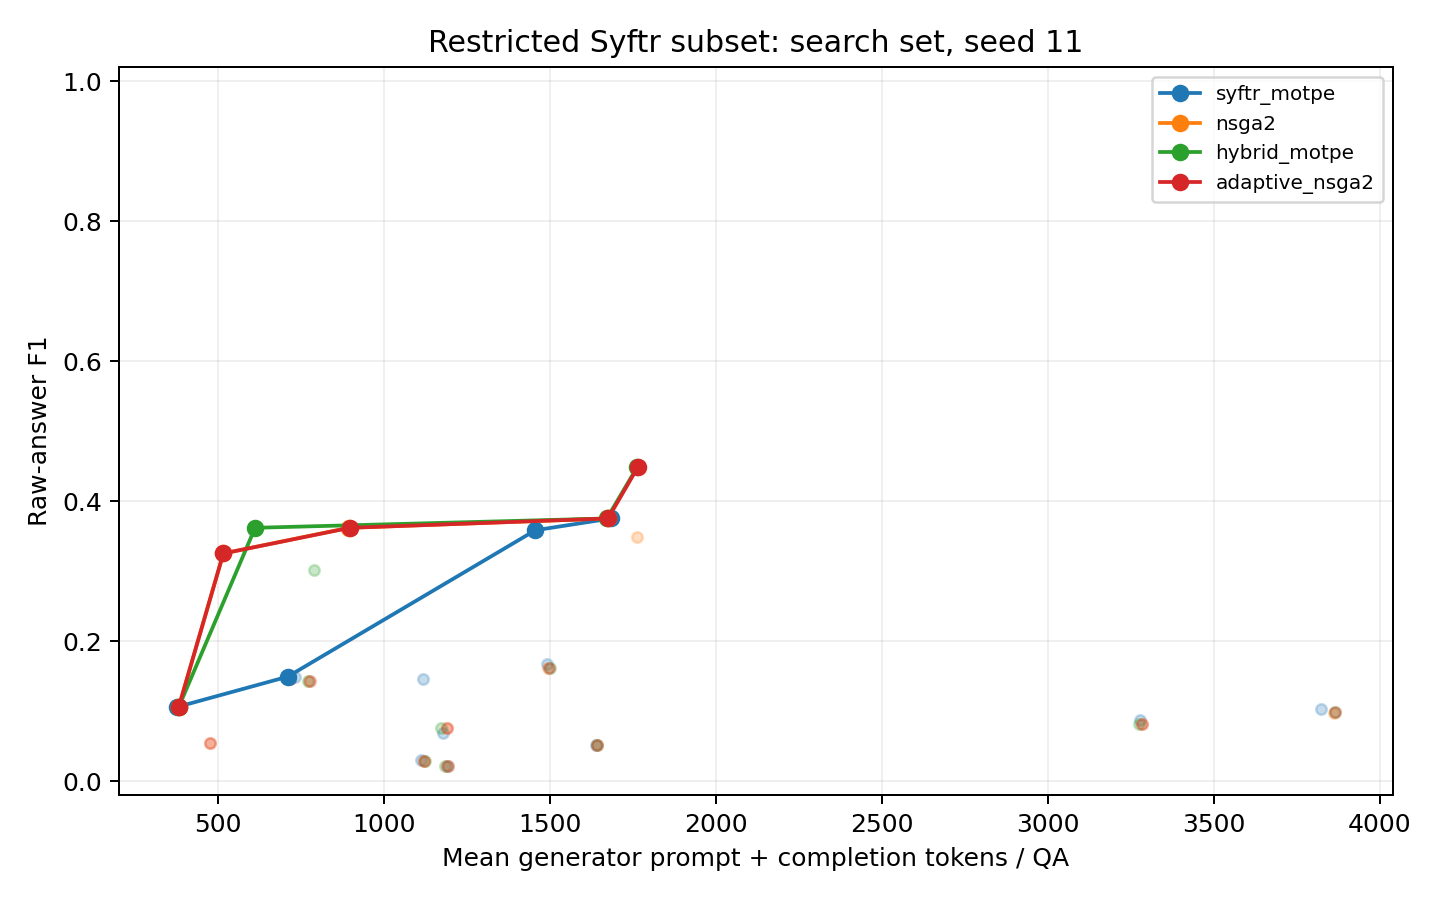 Restricted Syftr subset: search set, seed 11
1.0
0.8
0.6
0.4
0.2
0.0
Raw-answer F1
syftr_motpe
nsga2
hybrid_motpe
adaptive_nsga2
500 1000 1500 2000 2500 3000 3500 4000
Mean generator prompt + completion tokens / QA